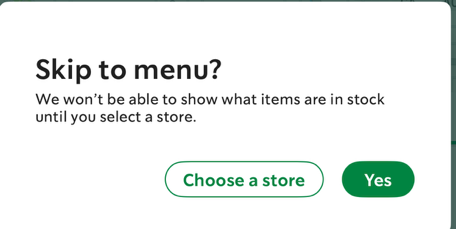 Skip to menu?
We won't be able to show what items are in stock
until you select a store.
Choose a store
Yes